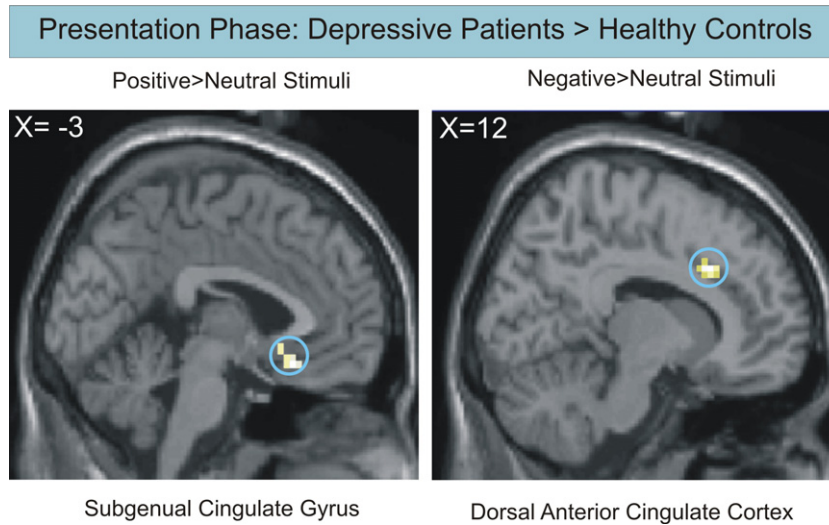 Presentation Phase: Depressive Patients > Healthy Controls
Positive>Neutral Stimuli
Negative>Neutral Stimuli
X= -3
X=12
Subgenual Cingulate Gyrus
Dorsal Anterior Cingulate Cortex